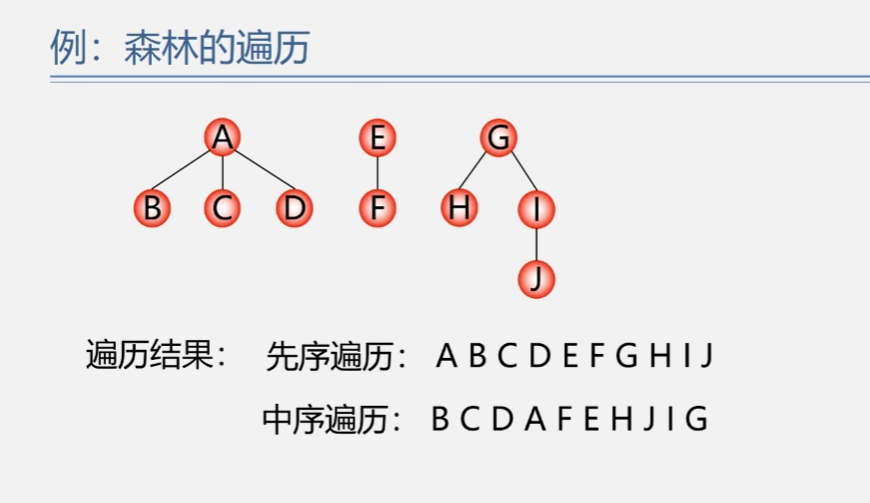 例：森林的遍历
A E G
B C D F H I
J
遍历结果： 先序遍历： A B C D E F G H I J
中序遍历： B C D A F E H J I G